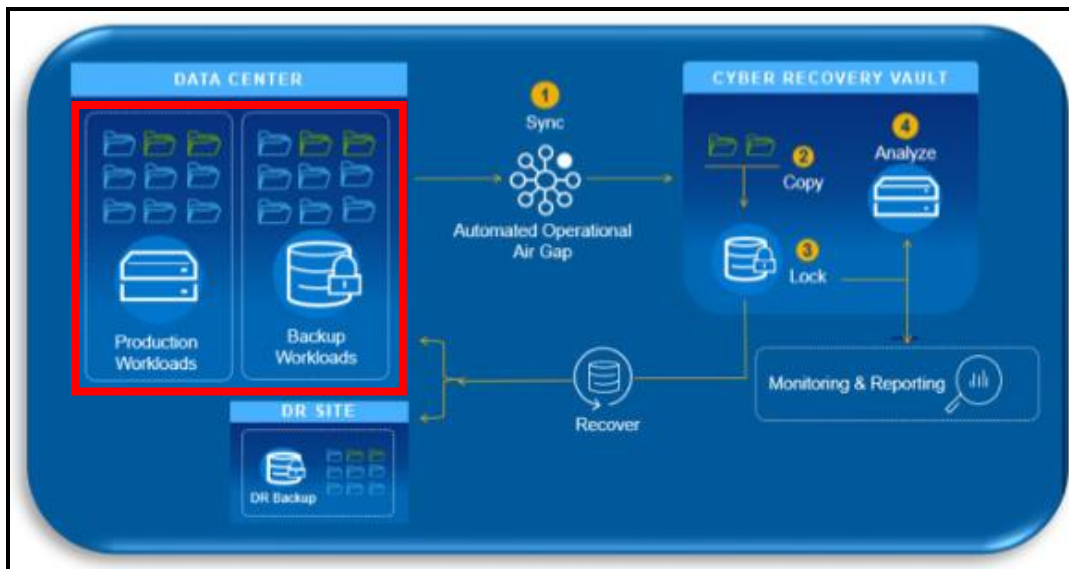 DATA CENTER
Production
Workloads
Backup
Workloads
DR SITE
DR Backup
1
Sync
Automated Operational
Air Gap
Recover
CYBER RECOVERY VAULT
2
Copy
3
Lock
4
Analyze
Monitoring & Reporting